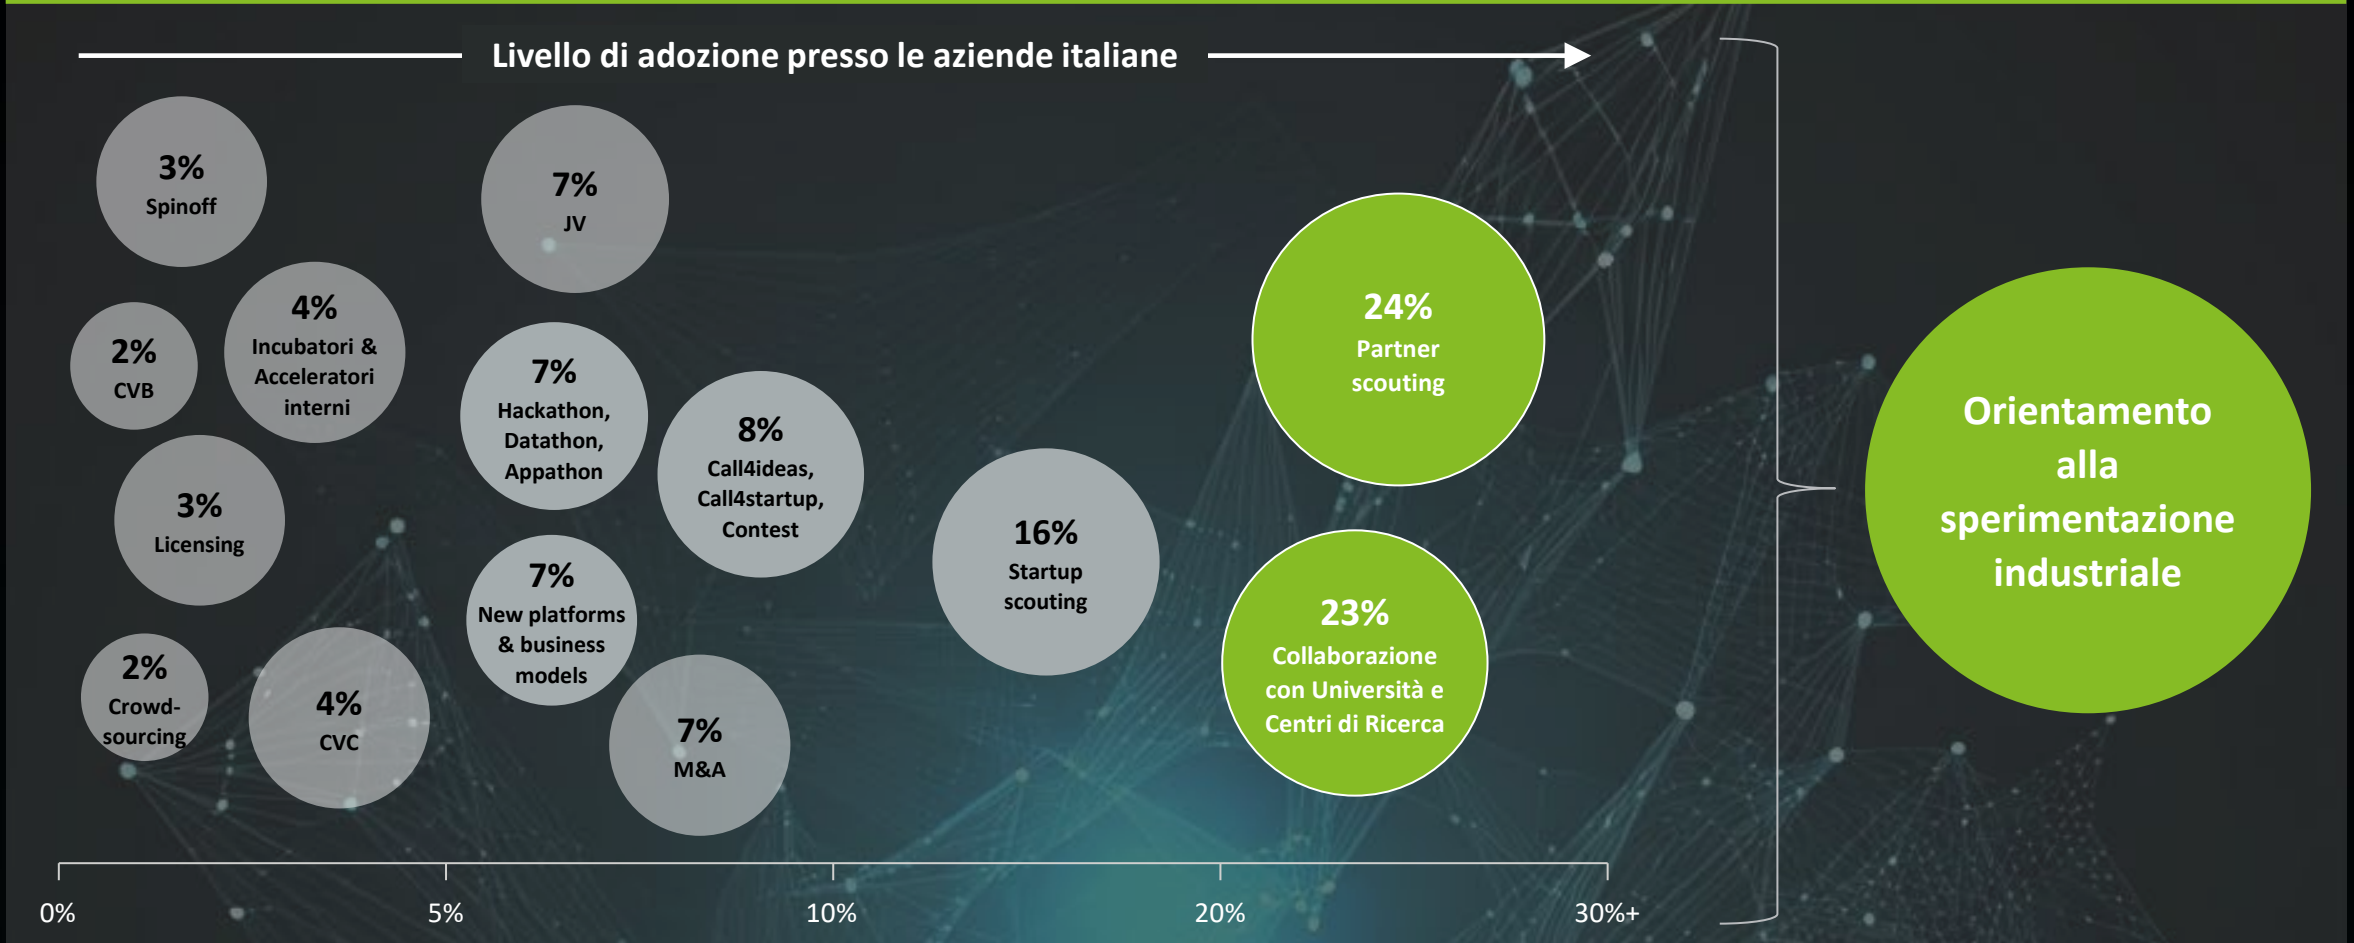 Livello di adozione presso le aziende italiane
3%
Spinoff
7%
JV
2%
CVB
4%
Incubatori &
Acceleratori
interni
7%
Hackathon,
Datathon,
Appathon
8%
Call4ideas,
Call4startup,
Contest
3%
Licensing
7%
New platforms
& business
models
2%
Crowd-
sourcing
4%
CVC
7%
M&A
16%
Startup
scouting
24%
Partner
scouting
23%
Collaborazione
con Università e
Centri di Ricerca
Orientamento
alla
sperimentazione
industriale
0%
5%
10%
20%
30%+